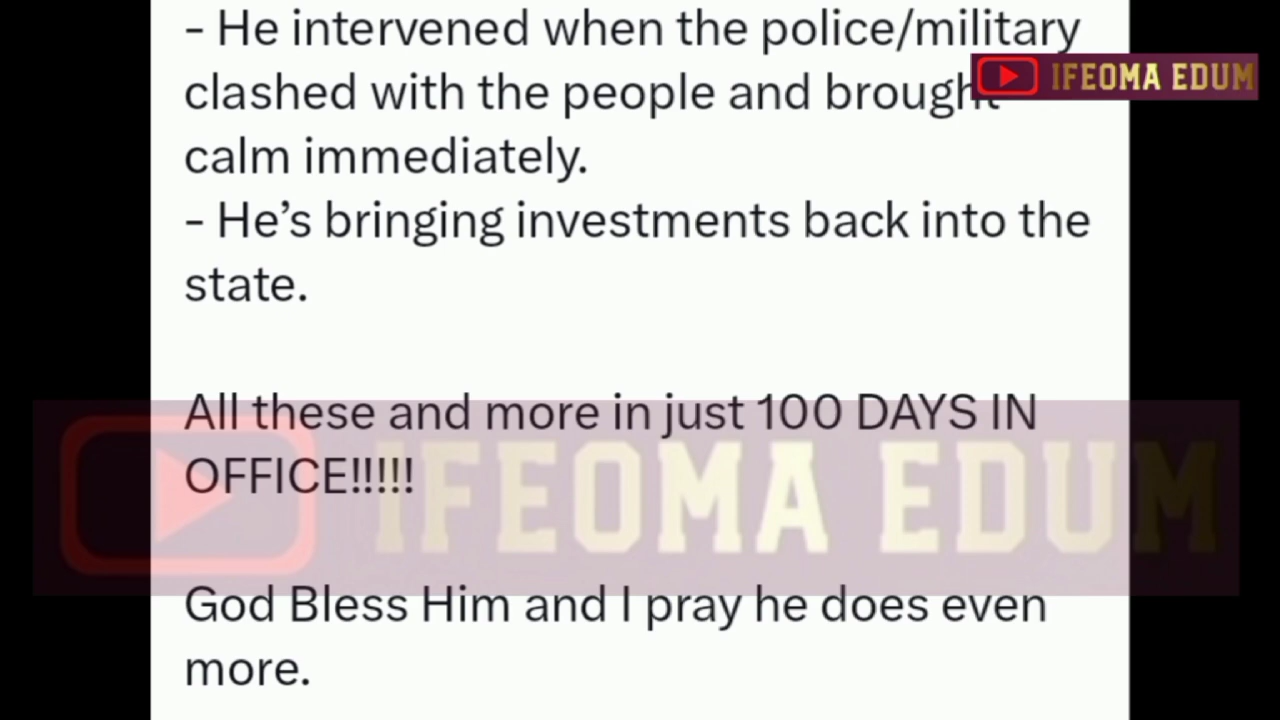 - He intervened when the police/military
IFEOMA EDUM
clashed with the people and brought
calm immediately.
- He's bringing investments back into the
state.
All these and more in just 100 DAYS IN
OFFICE!!!!!
IFEOMA EDUM
God Bless Him and I pray he does even
more.